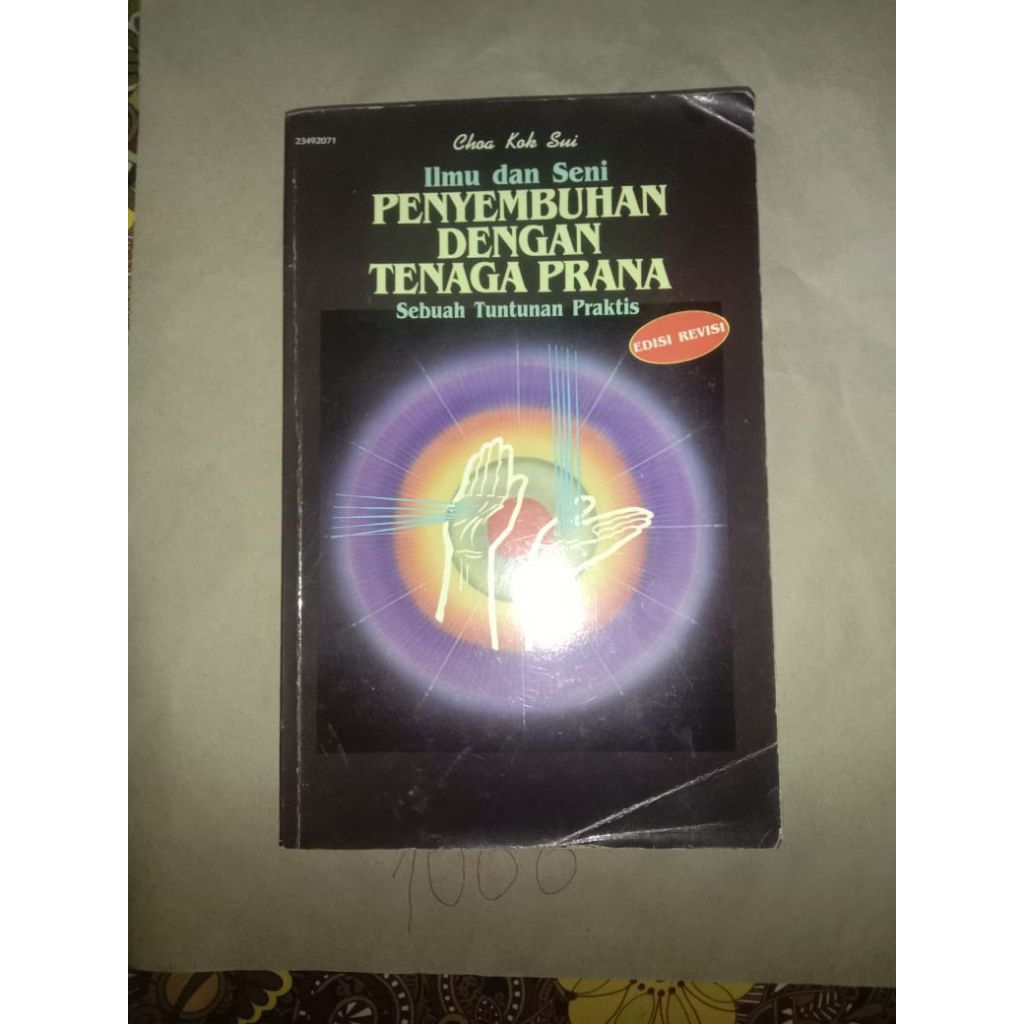 23492071
Choa Kok Sui
Ilmu dan Seni
PENYEMBUHAN
DENGAN
TENAGA PRANA
Sebuah Tuntunan Praktis
EDISI REVISI
1000